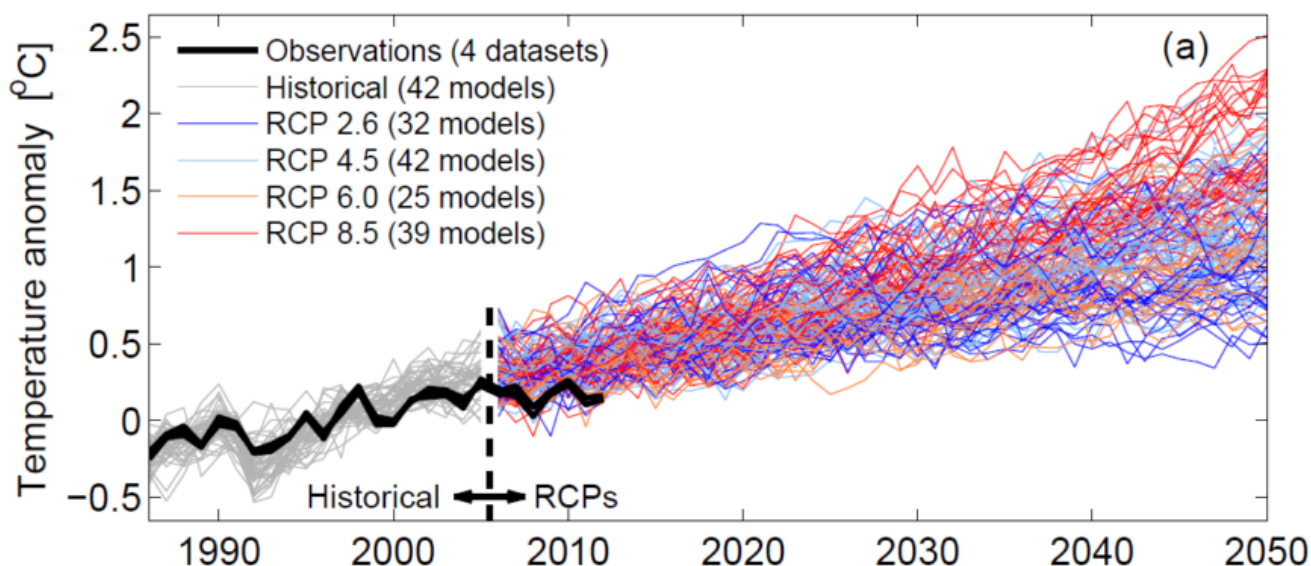 Temperature anomaly [°C]
2.5
2
1.5
1
0.5
0
−0.5
(a)
Observations (4 datasets)
Historical (42 models)
RCP 2.6 (32 models)
RCP 4.5 (42 models)
RCP 6.0 (25 models)
RCP 8.5 (39 models)
Historical RCPs
1990 2000 2010 2020 2030 2040 2050